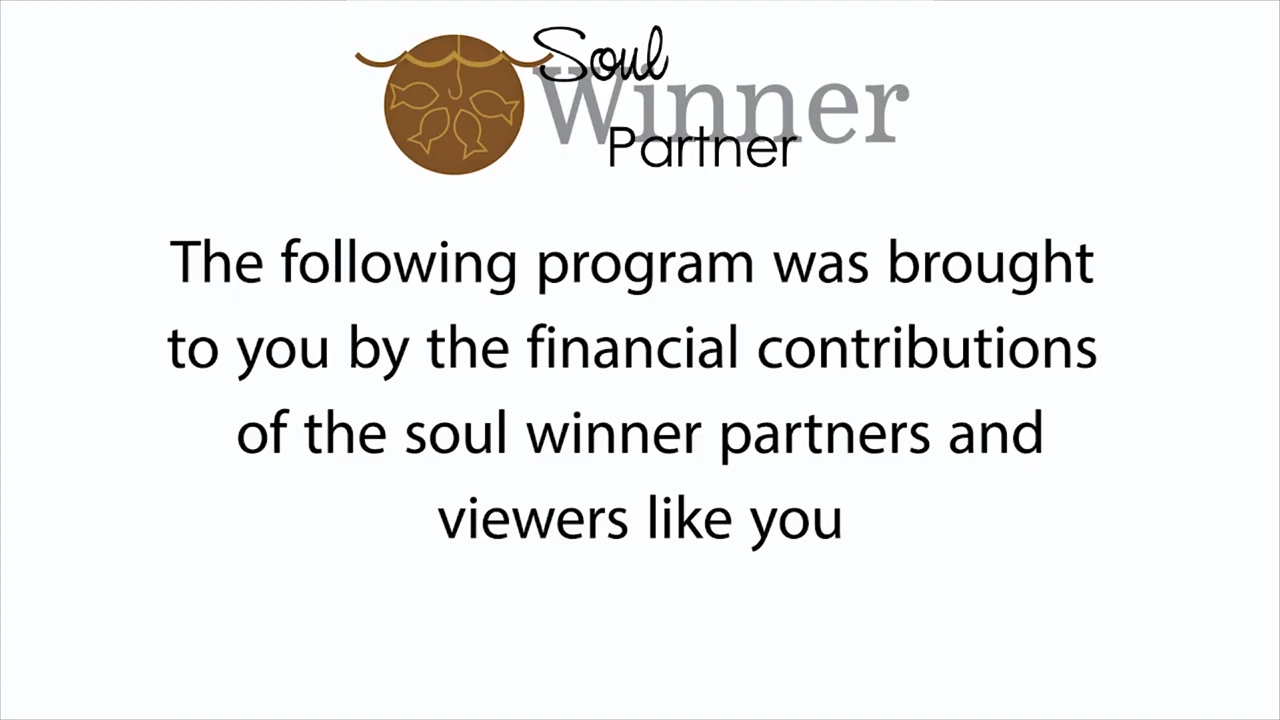 Soul
Winner
Partner
The following program was brought
to you by the financial contributions
of the soul winner partners and
viewers like you